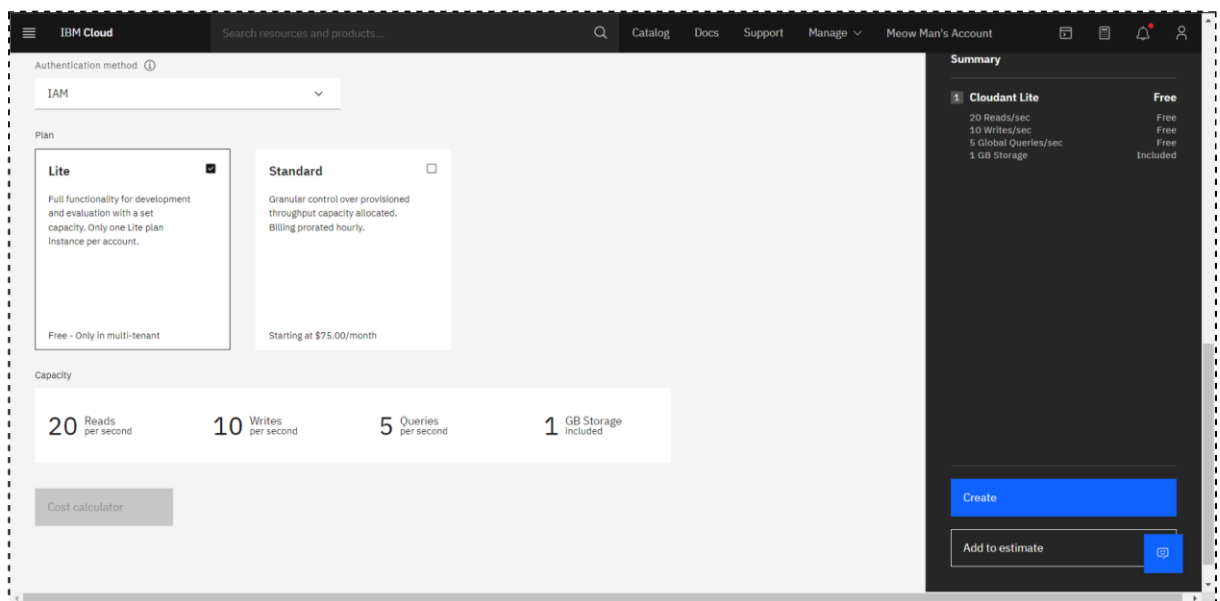 IBM Cloud
Search resources and products...
Catalog
Docs
Support
Manage
Meow Man's Account
Authentication method
IAM
Plan
Lite
Full functionality for development
and evaluation with a set
capacity. Only one Lite plan
instance per account.
Free - Only in multi-tenant
Standard
Granular control over provisioned
throughput capacity allocated.
Billing prorated hourly.
Starting at $75.00/month
Capacity
20 Reads per second
10 Writes per second
5 Queries per second
1 GB Storage included
Cost calculator
Summary
1 Cloudant Lite Free
20 Reads/sec Free
10 Writes/sec Free
5 Global Queries/sec Free
1 GB Storage Included
Create
Add to estimate